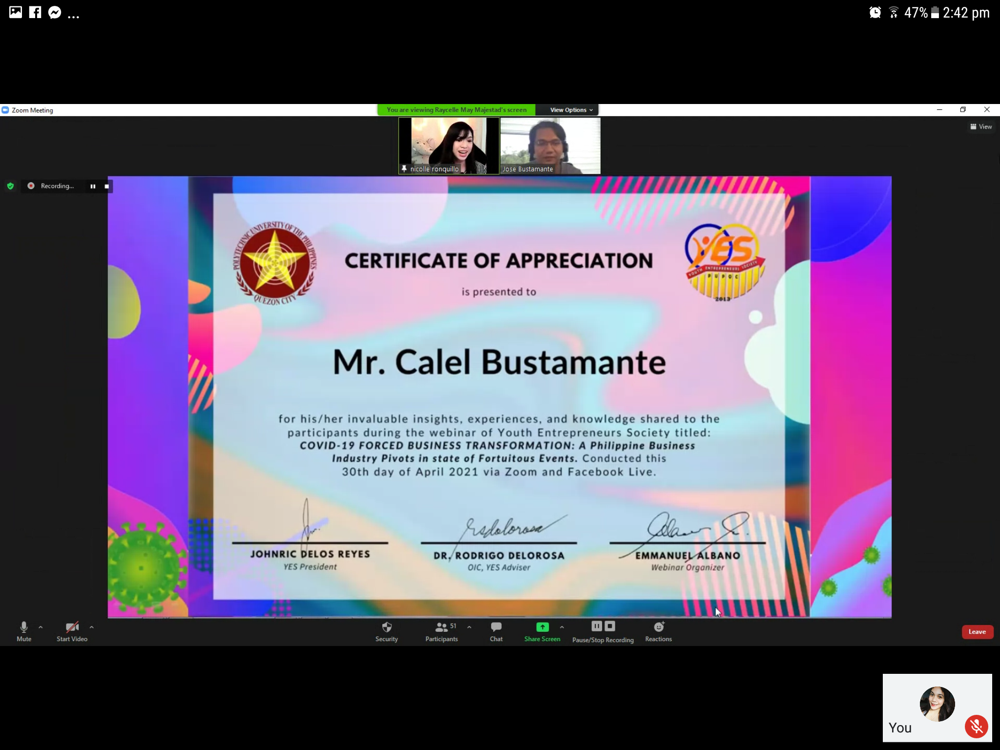 ... 47% 2:42 pm
Zoom Meeting
You are viewing Raycelle May Majestad's screen View Options
View
nicolle ronquillo
Jose Bustamante
Recording...
POLYTECHNIC UNIVERSITY OF THE PHILIPPINES
QUEZON CITY
YES
YOUTH ENTREPRENEURS SOCIETY
PUPQC
2013
CERTIFICATE OF APPRECIATION
is presented to
Mr. Calel Bustamante
for his/her invaluable insights, experiences, and knowledge shared to the
participants during the webinar of Youth Entrepreneurs Society titled:
COVID-19 FORCED BUSINESS TRANSFORMATION: A Philippine Business
Industry Pivots in state of Fortuitous Events. Conducted this
30th day of April 2021 via Zoom and Facebook Live.
rsdolorosa
JOHNRIC DELOS REYES
YES President
DR. RODRIGO DELOROSA
OIC, YES Adviser
EMMANUEL ALBANO
Webinar Organizer
Mute
Start Video
Security
Participants 51
Chat
Share Screen
Pause/Stop Recording
Reactions
Leave
You